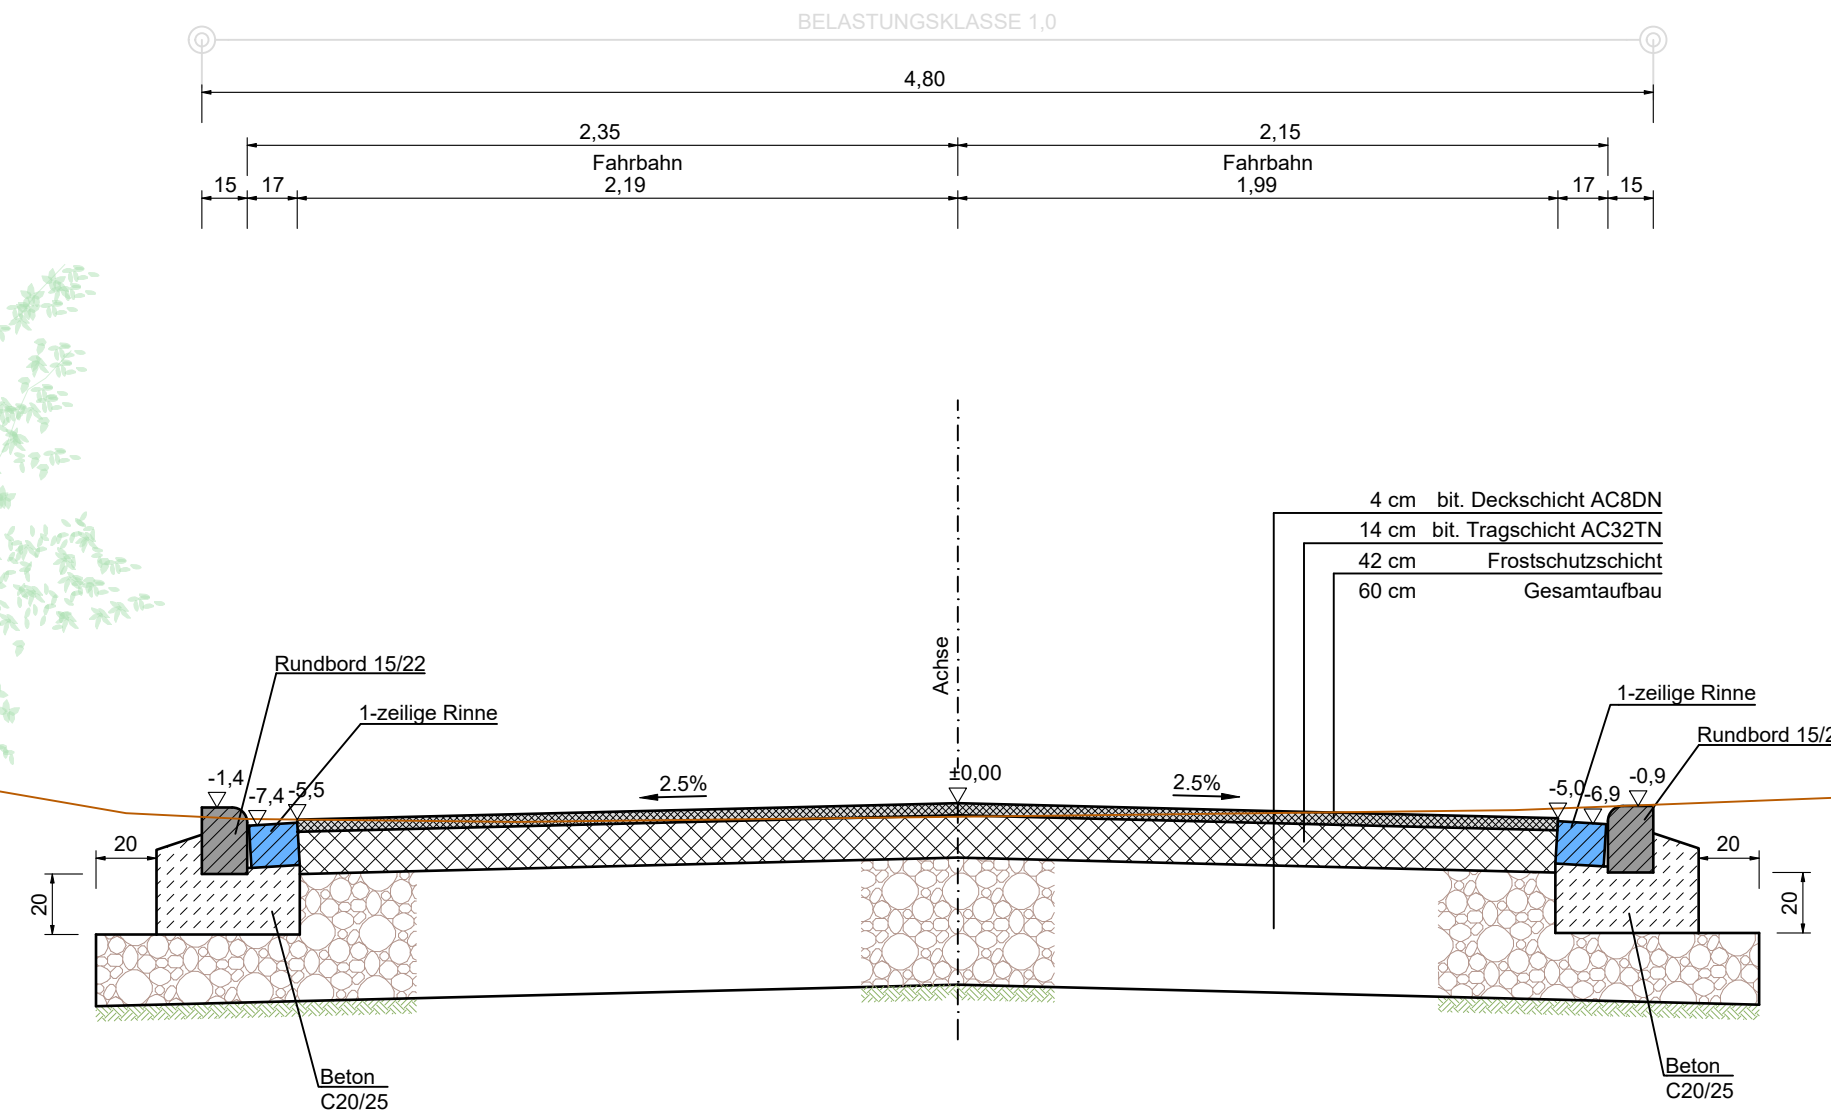 BELASTUNGSKLASSE 1,0
4,80
2,35 2,15
Fahrbahn Fahrbahn
15 17 2,19 1,99 17 15
4 cm bit. Deckschicht AC8DN
14 cm bit. Tragschicht AC32TN
42 cm Frostschutzschicht
60 cm Gesamtaufbau
Achse
Rundbord 15/22
1-zeilige Rinne
1-zeilige Rinne
Rundbord 15/2
-1,4 -7,4 -5,5 2.5% ±0,00 2.5% -5,0 -6,9 -0,9
20 20
20 20
Beton
C20/25
Beton
C20/25